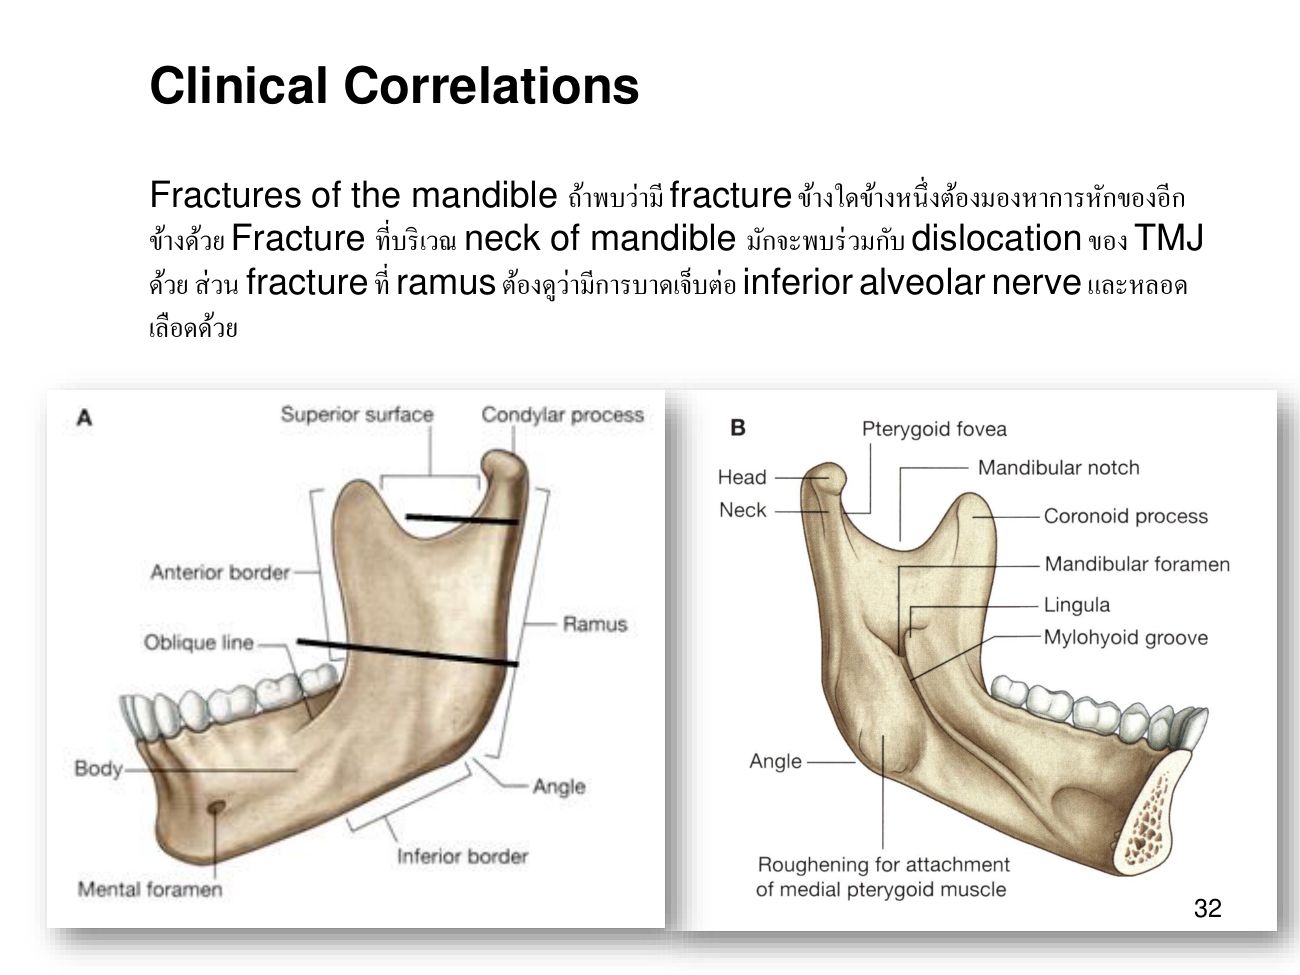 Clinical Correlations
Fractures of the mandible ถ้าพบว่ามี fracture ข้างใดข้างหนึ่งต้องมองหาการหักของอีก
ข้างด้วย Fracture ที่บริเวณ neck of mandible มักจะพบร่วมกับ dislocation ของ TMJ
ด้วย ส่วน fracture ที่ ramus ต้องดูว่ามีการบาดเจ็บต่อ inferior alveolar nerve และหลอด
เลือดด้วย
A
Superior surface
Condylar process
Anterior border
Oblique line
Ramus
Body
Angle
Inferior border
Mental foramen
B
Pterygoid fovea
Head
Mandibular notch
Neck
Coronoid process
Mandibular foramen
Lingula
Mylohyoid groove
Angle
Roughening for attachment
of medial pterygoid muscle
32